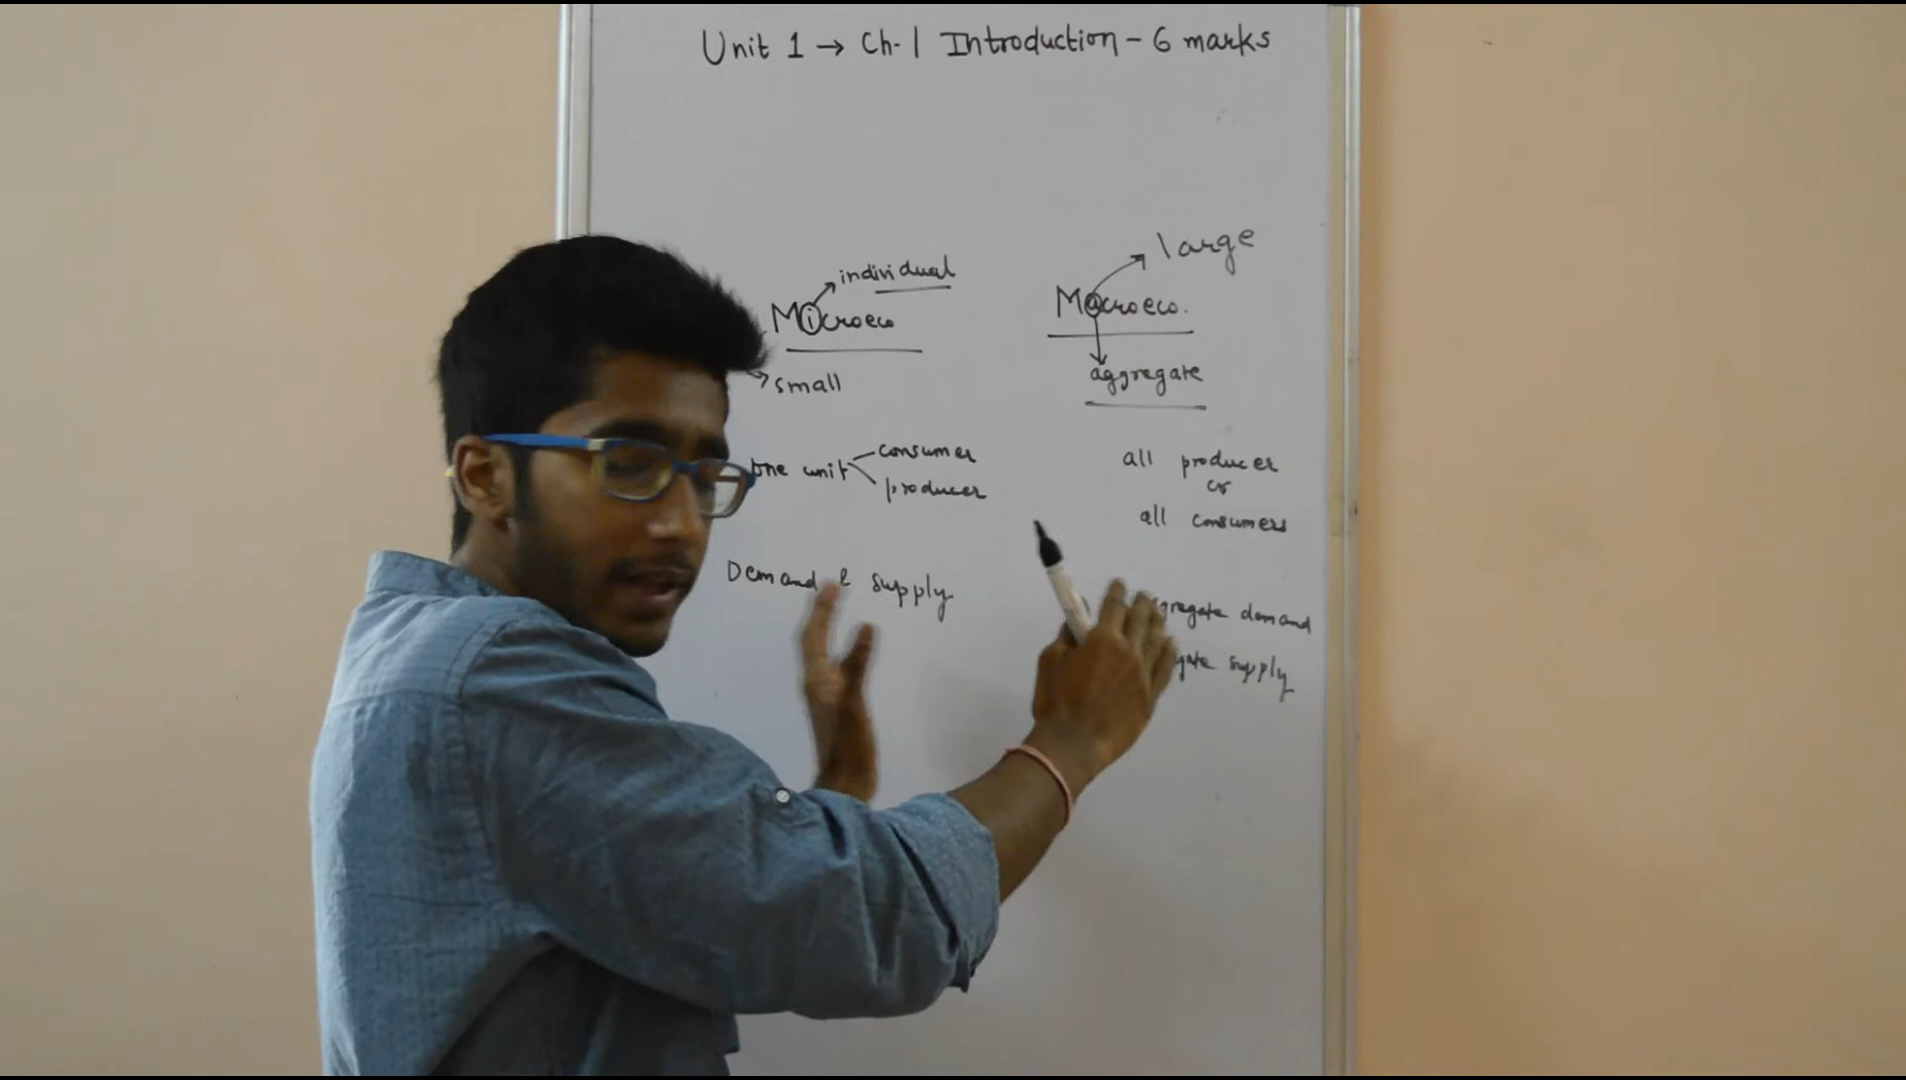 Unit 1 → Ch-1 Introduction - 6 marks
individual
Microeco
small
one unit
consumer
producer
Demand & supply
large
Macroeco.
aggregate
all producer
or
all consumers
demand
supply